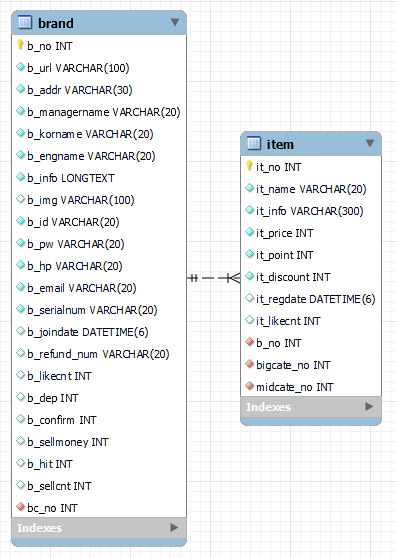 brand
b_no INT
b_url VARCHAR(100)
b_addr VARCHAR(30)
b_managername VARCHAR(20)
b_korname VARCHAR(20)
b_engname VARCHAR(20)
b_info LONGTEXT
b_img VARCHAR(100)
b_id VARCHAR(20)
b_pw VARCHAR(20)
b_hp VARCHAR(20)
b_email VARCHAR(20)
b_serialnum VARCHAR(20)
b_joindate DATETIME(6)
b_refund_num VARCHAR(20)
b_likecnt INT
b_dep INT
b_confirm INT
b_sellmoney INT
b_hit INT
b_sellcnt INT
bc_no INT
Indexes
item
it_no INT
it_name VARCHAR(20)
it_info VARCHAR(300)
it_price INT
it_point INT
it_discount INT
it_regdate DATETIME(6)
it_likecnt INT
b_no INT
bigcate_no INT
midcate_no INT
Indexes